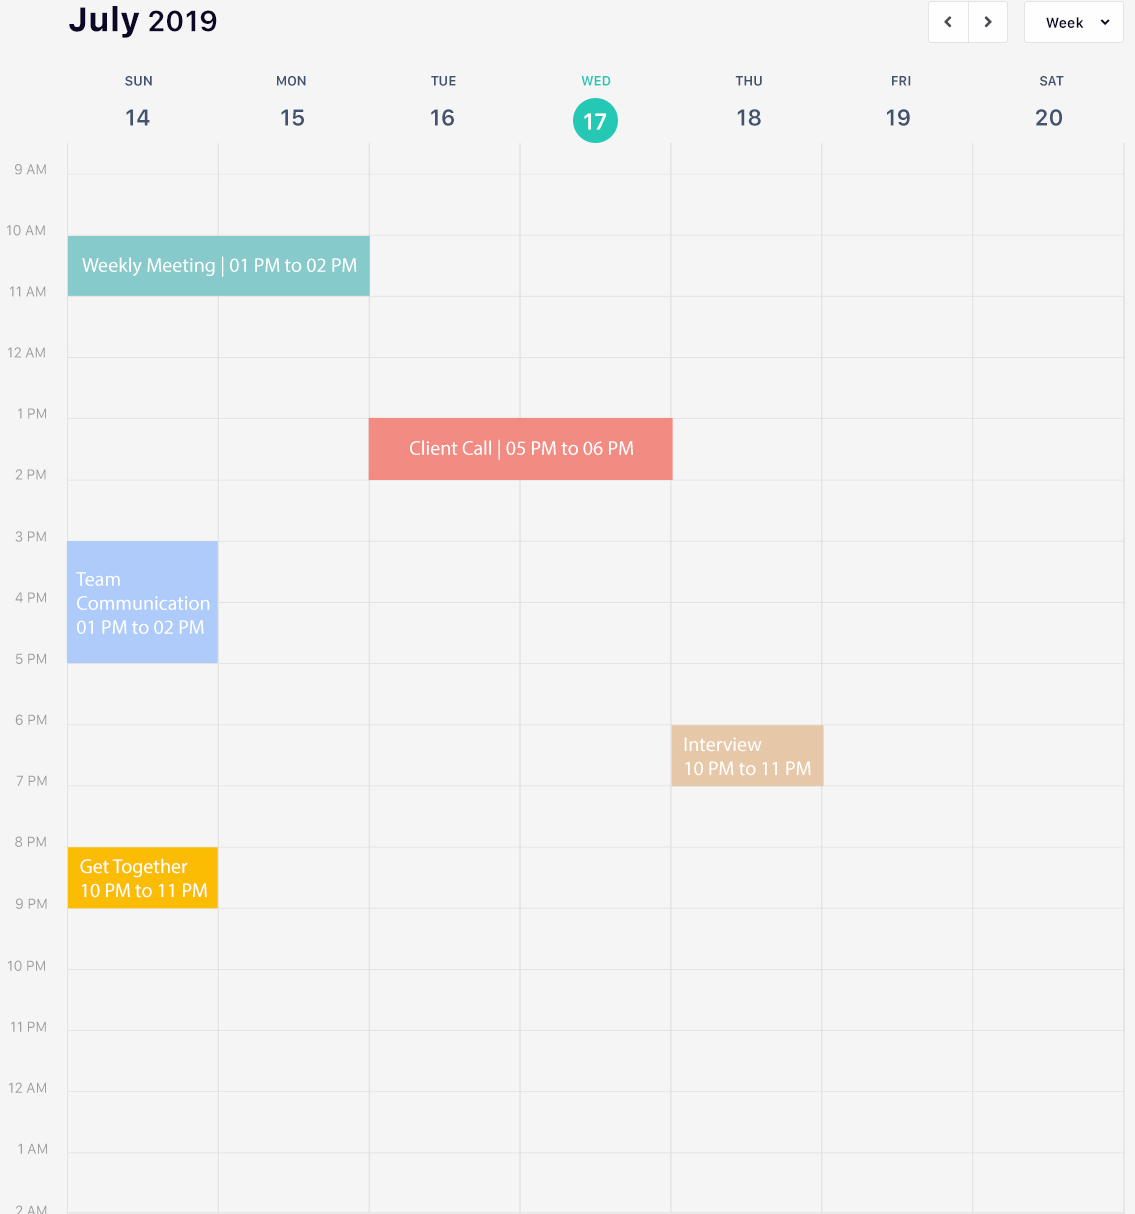 July 2019
Week
SUN MON TUE WED THU FRI SAT
14 15 16 17 18 19 20
9 AM
10 AM
Weekly Meeting | 01 PM to 02 PM
11 AM
12 AM
1 PM
Client Call | 05 PM to 06 PM
2 PM
3 PM
Team
4 PM
Communication
01 PM to 02 PM
5 PM
6 PM
Interview
10 PM to 11 PM
7 PM
8 PM
Get Together
10 PM to 11 PM
9 PM
10 PM
11 PM
12 AM
1 AM
2 AM